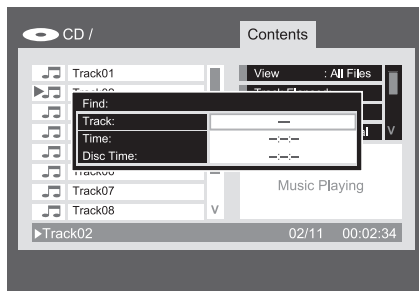 CD /
Contents
Track01
View : All Files
Find:
Track: —
Time: –:–:–
Disc Time: –:–:–
Track07
Music Playing
Track08
Track02
02/11 00:02:34